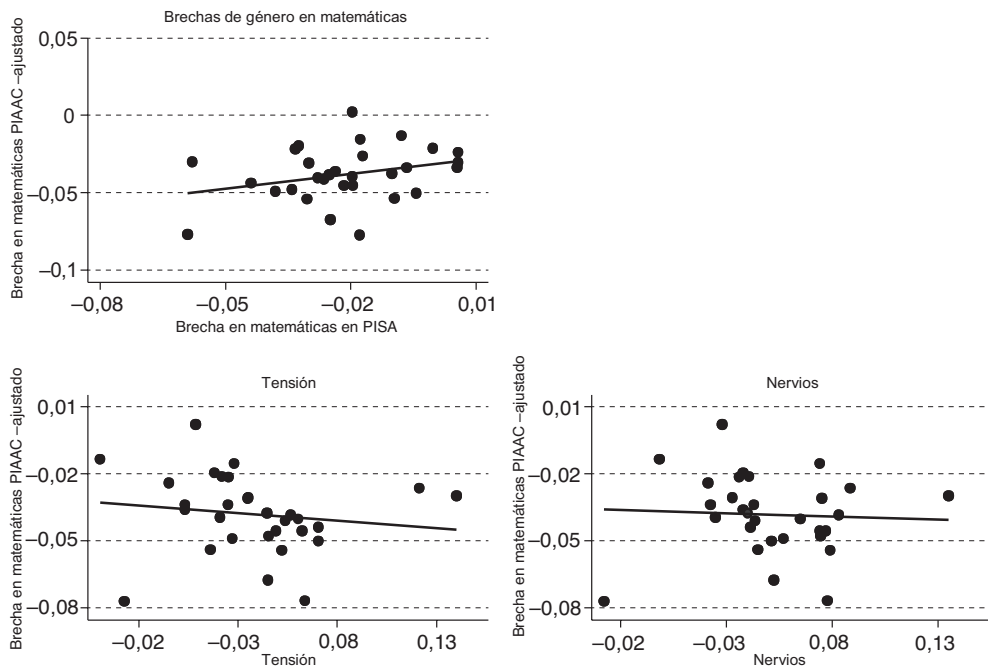 Brechas de género en matemáticas
Brecha en matemáticas PIAAC –ajustado
0,05
0
−0,05
−0,1
−0,08 −0,05 −0,02 0,01
Brecha en matemáticas en PISA
Tensión
Brecha en matemáticas PIAAC –ajustado
0,01
−0,02
−0,05
−0,08
−0,02 −0,03 0,08 0,13
Tensión
Nervios
Brecha en matemáticas PIAAC –ajustado
0,01
−0,02
−0,05
−0,08
−0,02 −0,03 0,08 0,13
Nervios